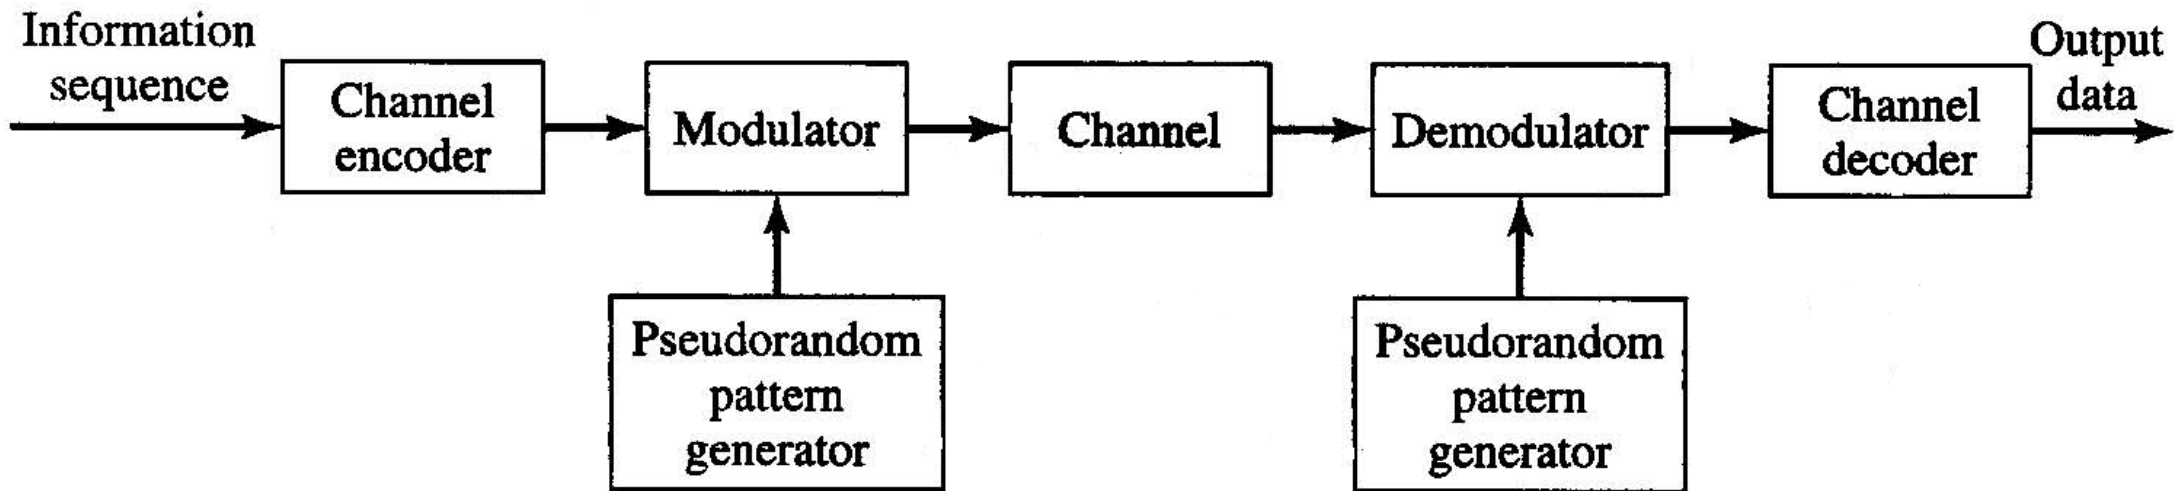 Information
sequence
Channel
encoder
Modulator
Channel
Demodulator
Channel
decoder
Output
data
Pseudorandom
pattern
generator
Pseudorandom
pattern
generator